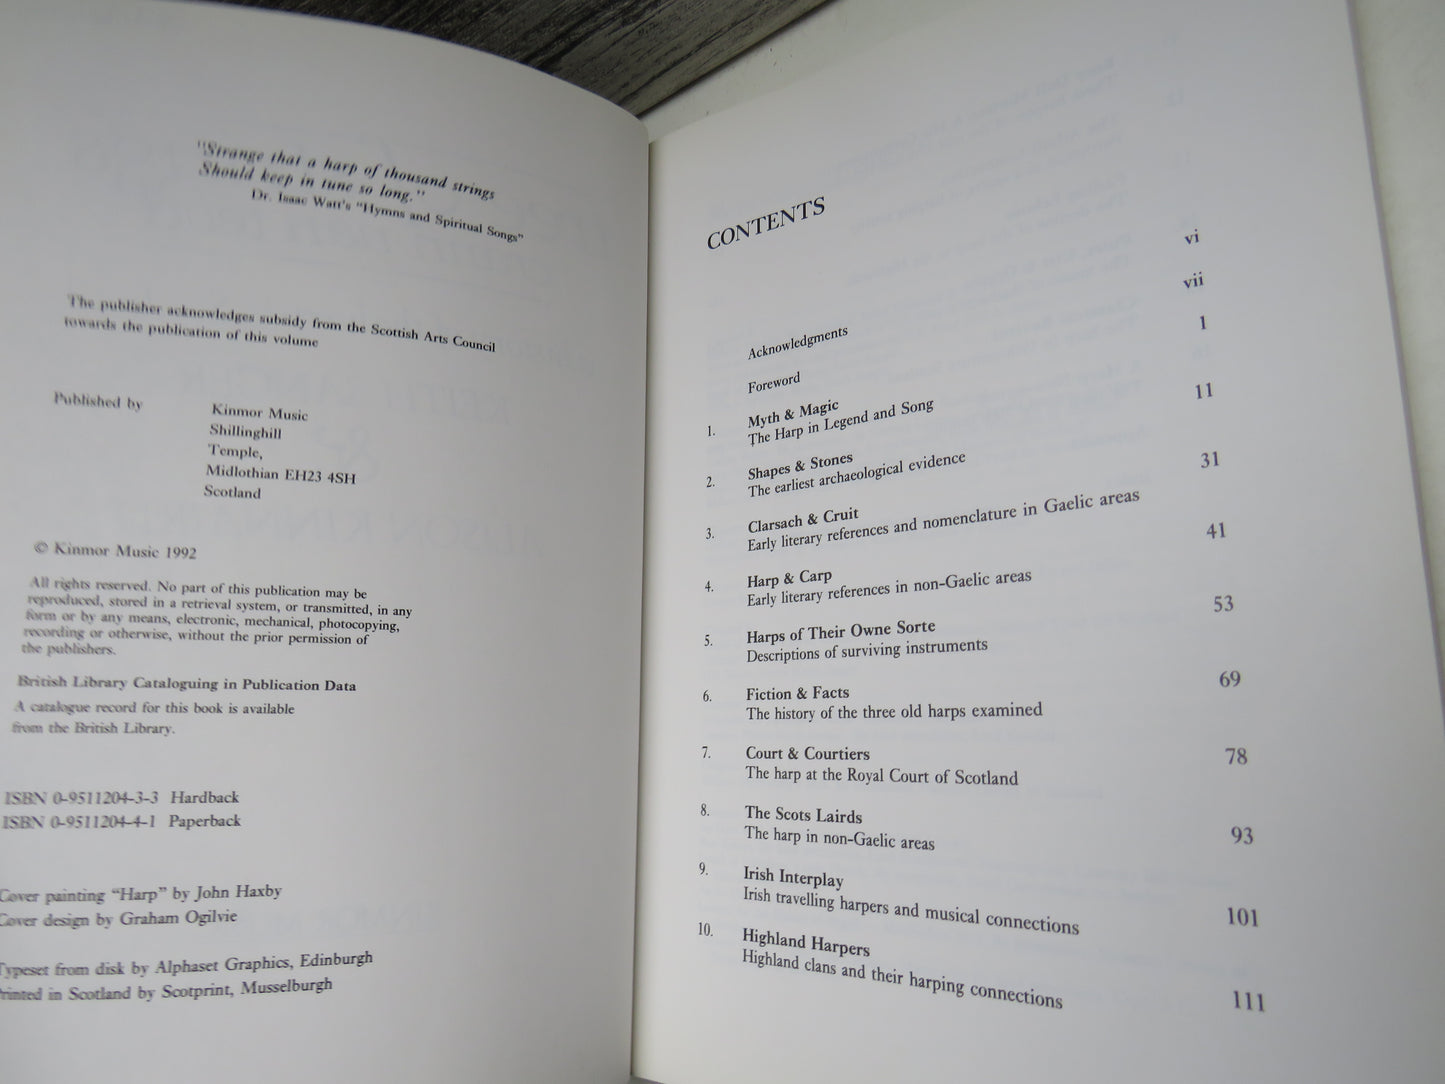 "Strange that a harp of thousand strings
Should keep in tune so long."
Dr. Isaac Watt's "Hymns and Spiritual Songs"
The publisher acknowledges subsidy from the Scottish Arts Council
towards the publication of this volume
Published by Kinmor Music
Shillinghill
Temple,
Midlothian EH23 4SH
Scotland
© Kinmor Music 1992
All rights reserved. No part of this publication may be
reproduced, stored in a retrieval system, or transmitted, in any
form or by any means, electronic, mechanical, photocopying,
recording or otherwise, without the prior permission of
the publishers.
British Library Cataloguing in Publication Data
A catalogue record for this book is available
from the British Library.
ISBN 0-9511204-3-3 Hardback
ISBN 0-9511204-4-1 Paperback
Cover painting "Harp" by John Haxby
Cover design by Graham Ogilvie
Typeset from disk by Alphaset Graphics, Edinburgh
Printed in Scotland by Scotprint, Musselburgh
CONTENTS
Acknowledgments vi
Foreword vii
1. Myth & Magic 1
The Harp in Legend and Song
2. Shapes & Stones 11
The earliest archaeological evidence
3. Clarsach & Cruit 31
Early literary references and nomenclature in Gaelic areas
4. Harp & Carp 41
Early literary references in non-Gaelic areas
5. Harps of Their Owne Sorte 53
Descriptions of surviving instruments
6. Fiction & Facts 69
The history of the three old harps examined
7. Court & Courtiers 78
The harp at the Royal Court of Scotland
8. The Scots Lairds 93
The harp in non-Gaelic areas
9. Irish Interplay 101
Irish travelling harpers and musical connections
10. Highland Harpers 111
Highland clans and their harping connections